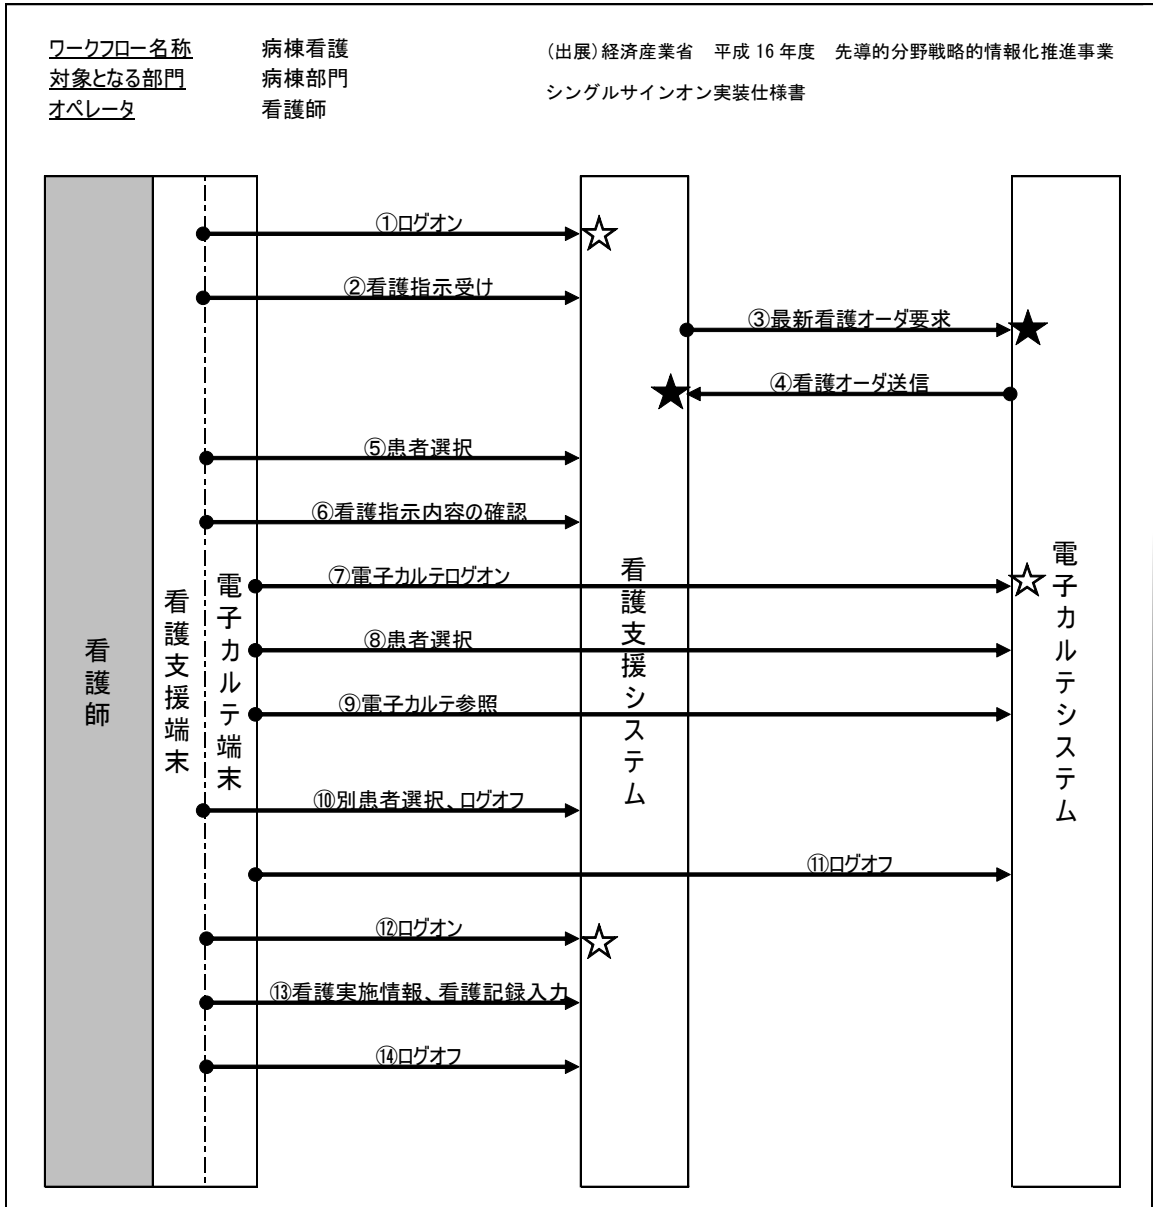 ワークフロー名称 病棟看護
対象となる部門 病棟部門
オペレータ 看護師
(出展)経済産業省 平成16年度 先導的分野戦略的情報化推進事業
シングルサインオン実装仕様書
①ログオン
②看護指示受け
③最新看護オーダ要求
④看護オーダ送信
⑤患者選択
⑥看護指示内容の確認
⑦電子カルテログオン
⑧患者選択
⑨電子カルテ参照
⑩別患者選択、ログオフ
⑪ログオフ
⑫ログオン
⑬看護実施情報、看護記録入力
⑭ログオフ
看護師
看護支援端末
電子カルテ端末
看護支援システム
電子カルテシステム